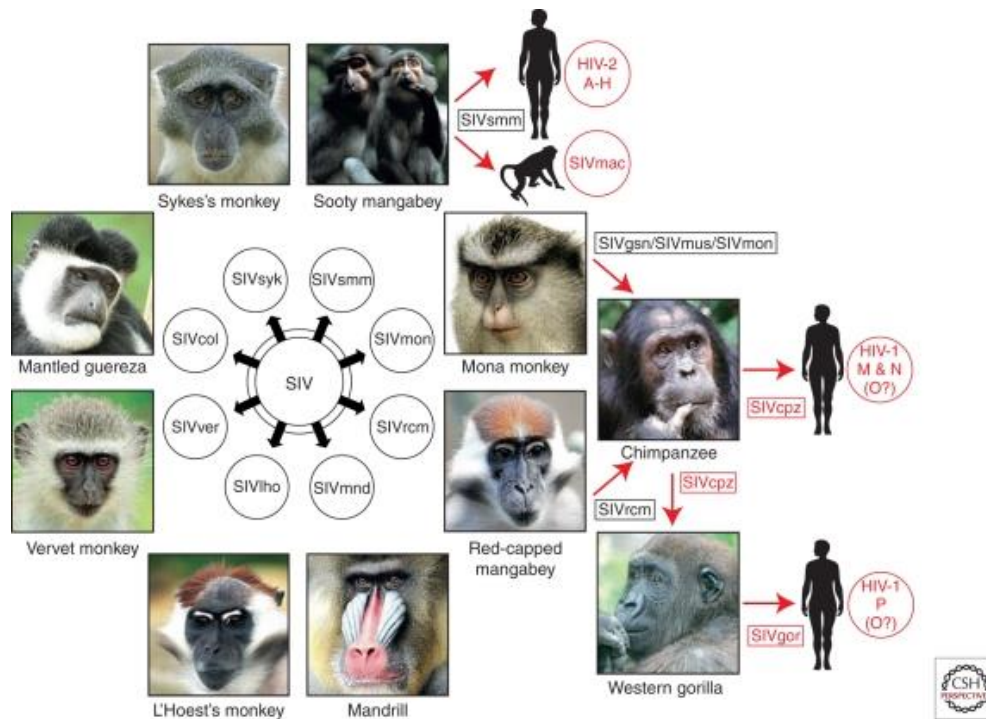 HIV-2
A-H
SIVsmm
SIVmac
Sykes's monkey
Sooty mangabey
SIVgsn/SIVmus/SIVmon
SIVsyk
SIVsmm
SIVcol
SIVmon
Mantled guereza
SIV
Mona monkey
HIV-1
M & N
(O?)
SIVcpz
SIVver
SIVrcm
Chimpanzee
SIVlho
SIVmnd
SIVcpz
SIVrcm
Vervet monkey
Red-capped
mangabey
HIV-1
P
(O?)
SIVgor
L'Hoest's monkey
Mandrill
Western gorilla
CSH
PERSPECTIVES